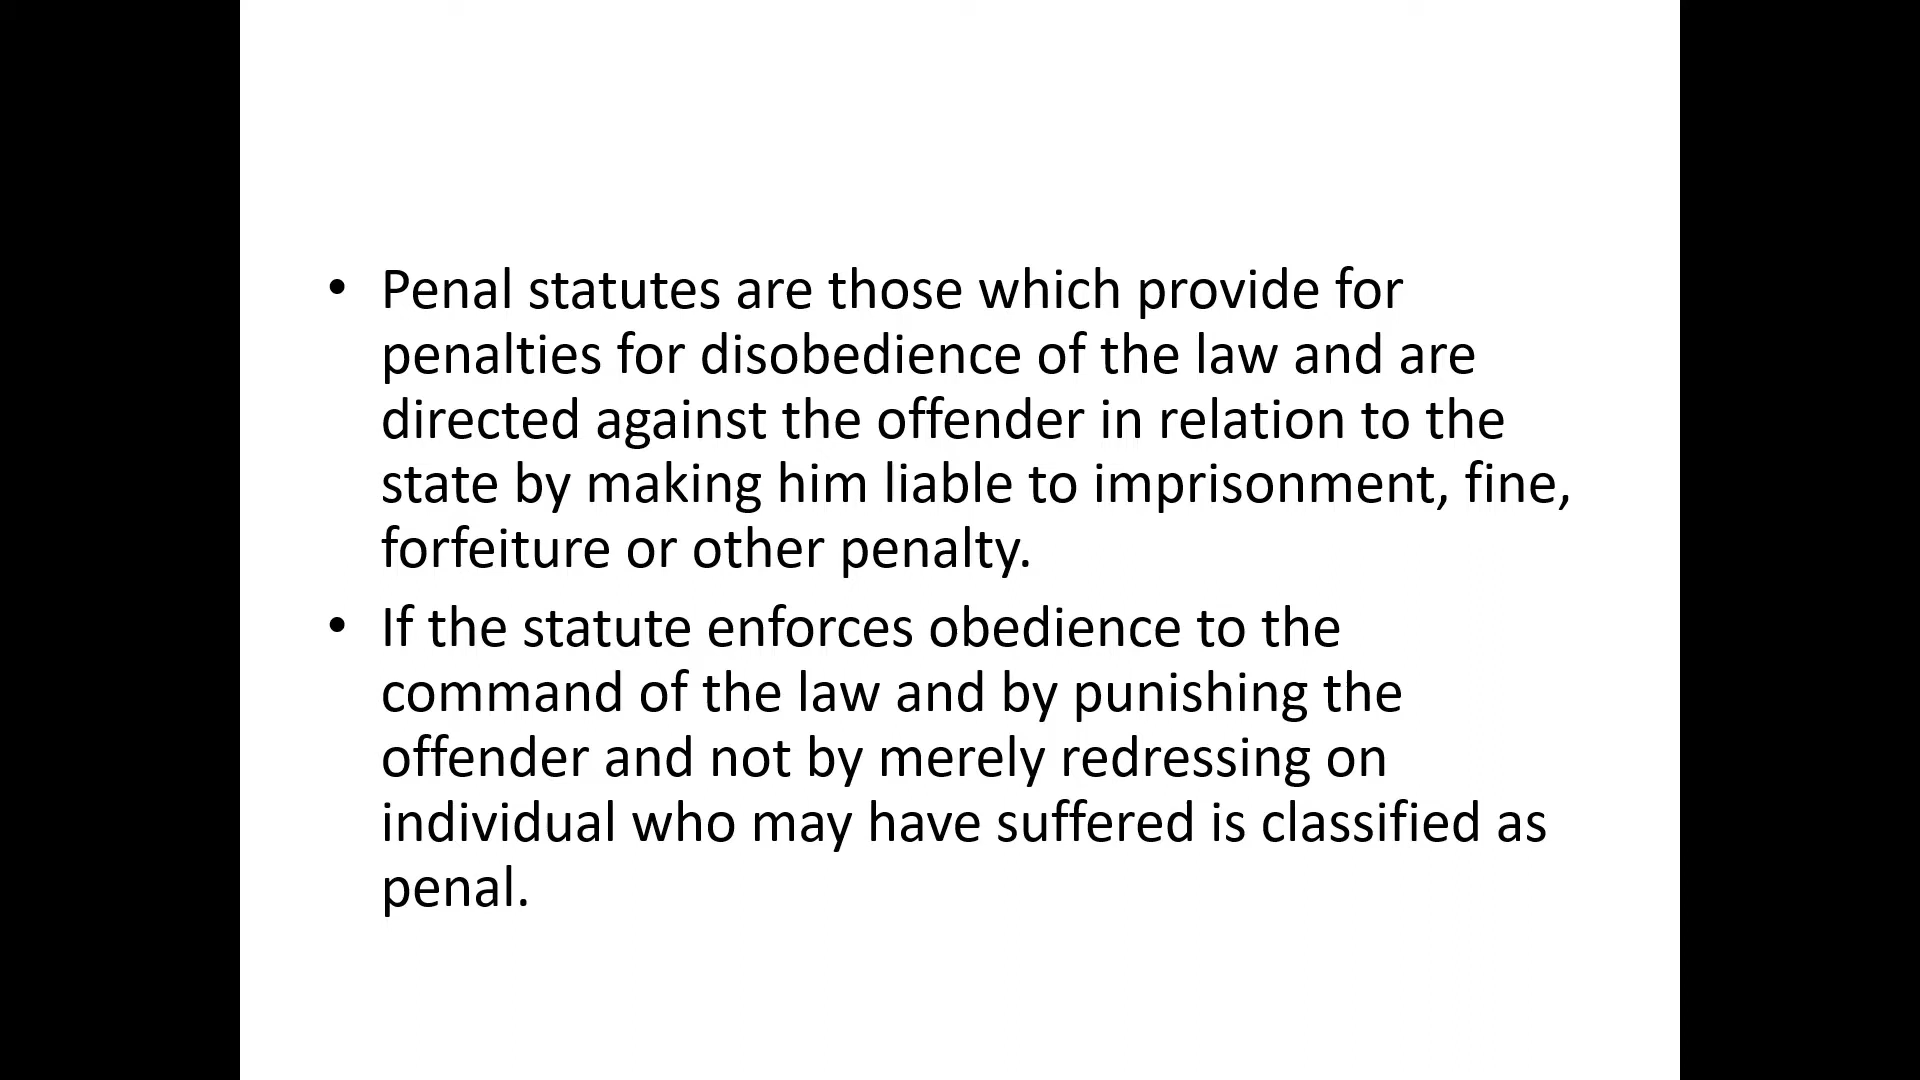 • Penal statutes are those which provide for
penalties for disobedience of the law and are
directed against the offender in relation to the
state by making him liable to imprisonment, fine,
forfeiture or other penalty.
• If the statute enforces obedience to the
command of the law and by punishing the
offender and not by merely redressing on
individual who may have suffered is classified as
penal.